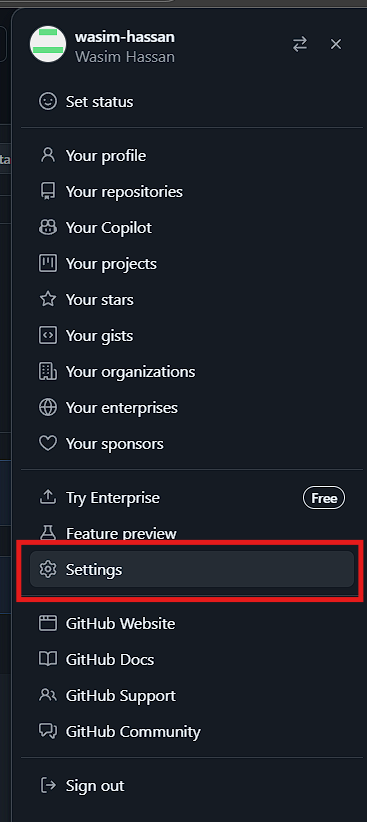 wasim-hassan
Wasim Hassan
Set status
Your profile
Your repositories
Your Copilot
Your projects
Your stars
Your gists
Your organizations
Your enterprises
Your sponsors
Try Enterprise Free
Feature preview
Settings
GitHub Website
GitHub Docs
GitHub Support
GitHub Community
Sign out